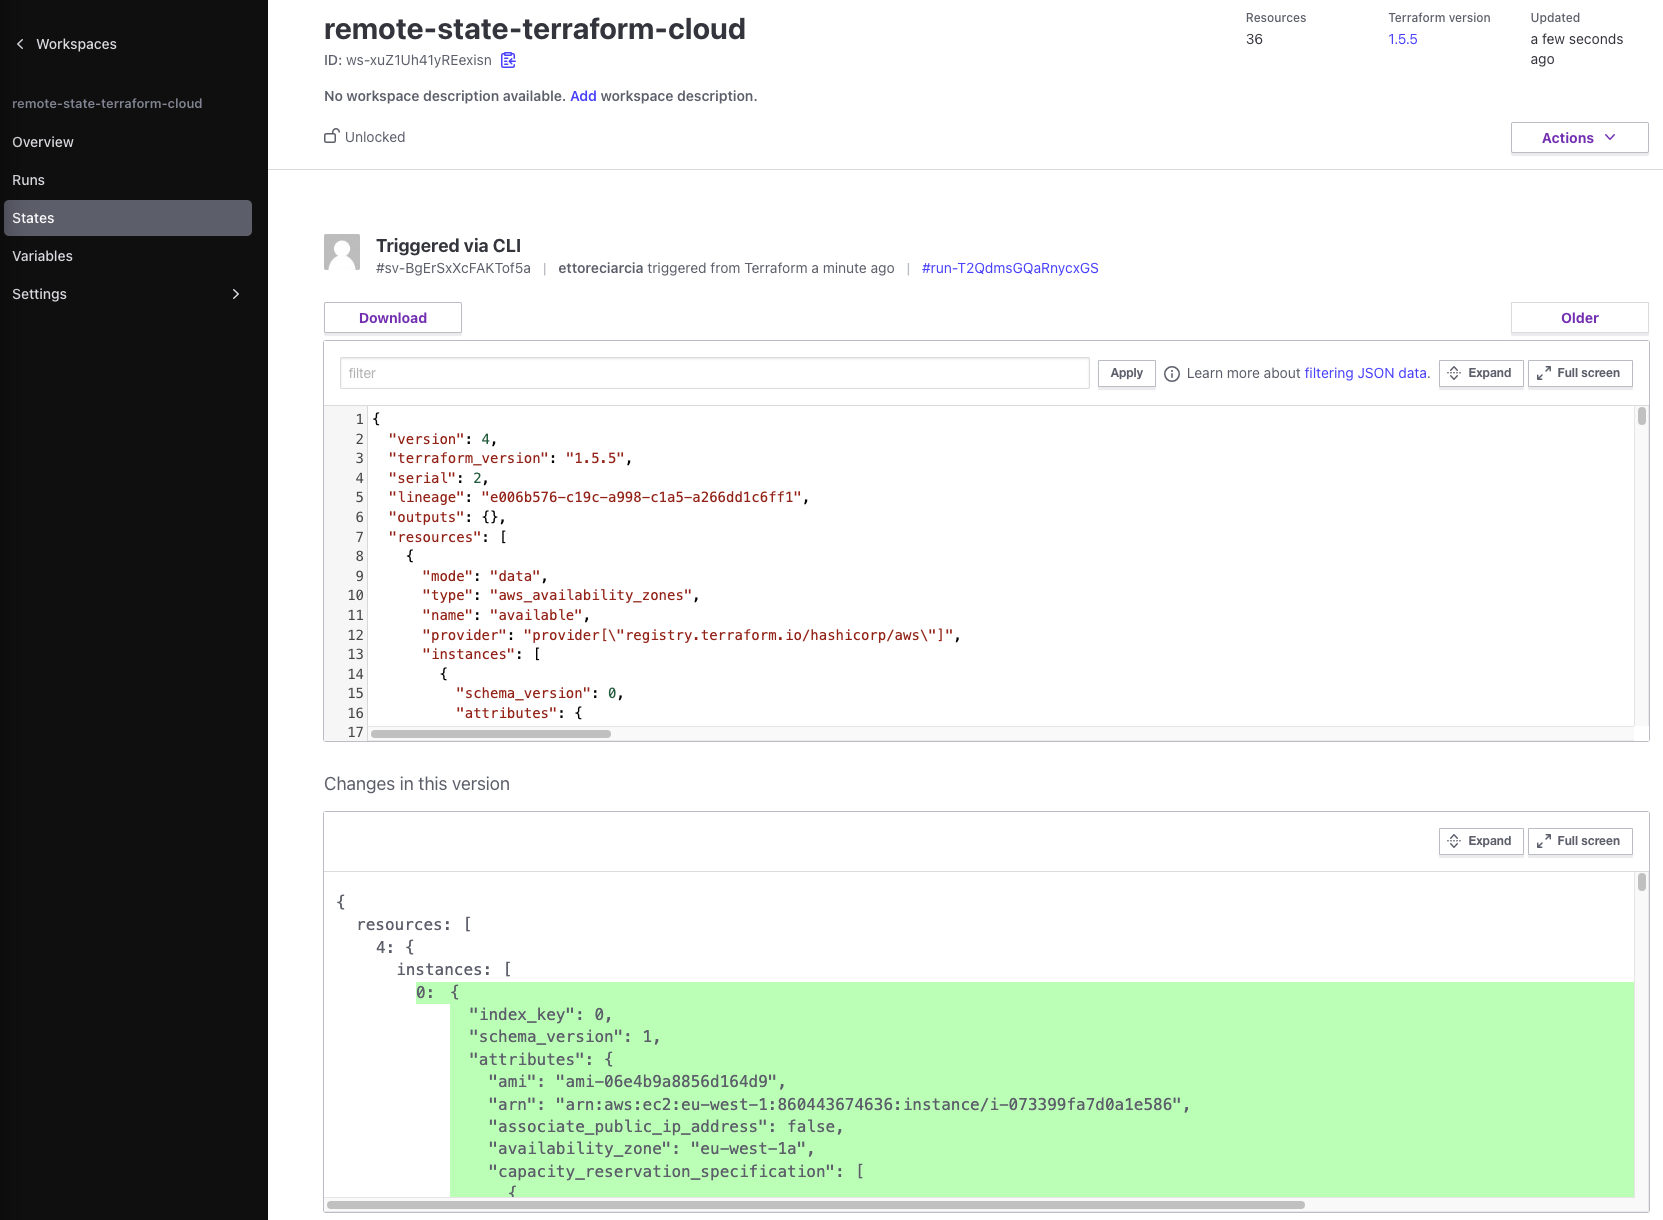 Workspaces
remote-state-terraform-cloud
Overview
Runs
States
Variables
Settings
remote-state-terraform-cloud
ID: ws-xuZ1Uh41yREexisn
No workspace description available. Add workspace description.
Unlocked
Resources
36
Terraform version
1.5.5
Updated
a few seconds
ago
Actions
Triggered via CLI
#sv-BgErSxXcFAKTof5a | ettoreciarcia triggered from Terraform a minute ago | #run-T2QdmsGQaRnycxGS
Download
Older
filter
Apply
Learn more about filtering JSON data.
Expand
Full screen
1 {
2 "version": 4,
3 "terraform_version": "1.5.5",
4 "serial": 2,
5 "lineage": "e006b576-c19c-a998-c1a5-a266dd1c6ff1",
6 "outputs": {},
7 "resources": [
8 {
9 "mode": "data",
10 "type": "aws_availability_zones",
11 "name": "available",
12 "provider": "provider[\"registry.terraform.io/hashicorp/aws\"]",
13 "instances": [
14 {
15 "schema_version": 0,
16 "attributes": {
17
Changes in this version
Expand
Full screen
{
resources: [
4: {
instances: [
0: {
"index_key": 0,
"schema_version": 1,
"attributes": {
"ami": "ami-06e4b9a8856d164d9",
"arn": "arn:aws:ec2:eu-west-1:860443674636:instance/i-073399fa7d0a1e586",
"associate_public_ip_address": false,
"availability_zone": "eu-west-1a",
"capacity_reservation_specification": [
{